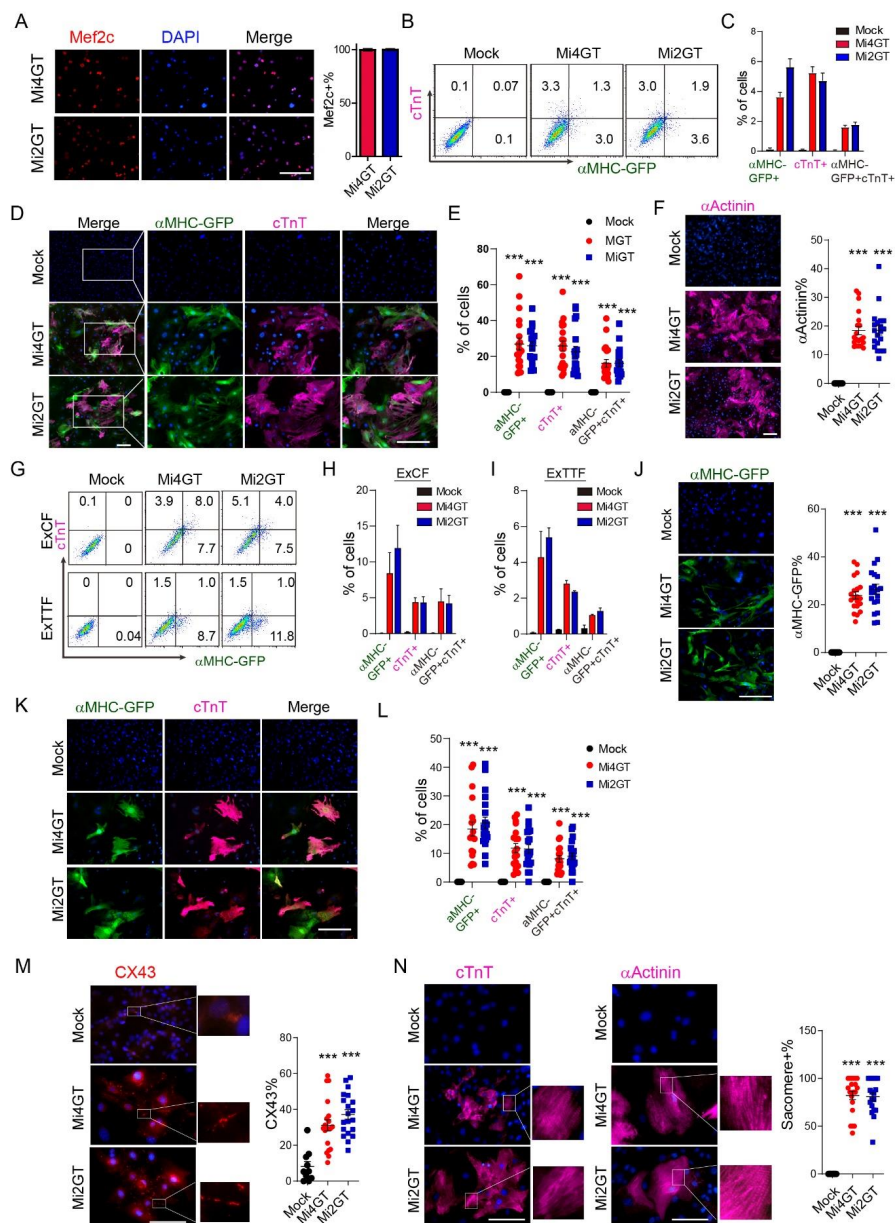 A
Mef2c
DAPI
Merge
Mi4GT
Mi2GT
Mef2c+%
100
50
0
Mi4GT
Mi2GT
B
Mock
Mi4GT
Mi2GT
0.1
0.07
3.3
1.3
3.0
1.9
0.1
3.0
3.6
cTnT
αMHC-GFP
C
Mock
Mi4GT
Mi2GT
% of cells
8
6
4
2
0
αMHC-
GFP+
cTnT+
αMHC-
GFP+cTnT+
D
Merge
αMHC-GFP
cTnT
Merge
Mock
Mi4GT
Mi2GT
E
Mock
MGT
MiGT
% of cells
80
60
40
20
0
*** *** *** *** *** ***
aMHC-
GFP+
cTnT+
aMHC-
GFP+cTnT+
F
αActinin
Mock
Mi4GT
Mi2GT
αActinin%
50
40
30
20
10
0
*** ***
Mock
Mi4GT
Mi2GT
G
Mock
Mi4GT
Mi2GT
ExCF
0.1
0
3.9
8.0
5.1
4.0
0
7.7
7.5
cTnT
ExTTF
0
0
1.5
1.0
1.5
1.0
0.04
8.7
11.8
αMHC-GFP
H
ExCF
% of cells
20
15
10
5
0
αMHC-
GFP+
cTnT+
αMHC-
GFP+cTnT+
I
ExTTF
Mock
Mi4GT
Mi2GT
% of cells
8
6
4
2
0
αMHC-
GFP+
cTnT+
αMHC-
GFP+cTnT+
J
αMHC-GFP
Mock
Mi4GT
Mi2GT
αMHC-GFP%
60
40
20
0
*** ***
Mock
Mi4GT
Mi2GT
K
αMHC-GFP
cTnT
Merge
Mock
Mi4GT
Mi2GT
L
Mock
Mi4GT
Mi2GT
% of cells
50
40
30
20
10
0
*** *** *** *** *** ***
aMHC-
GFP+
cTnT+
aMHC-
GFP+cTnT+
M
CX43
Mock
Mi4GT
Mi2GT
CX43%
80
60
40
20
0
*** ***
Mock
Mi4GT
Mi2GT
N
cTnT
αActinin
Mock
Mock
Mi4GT
Mi4GT
Mi2GT
Mi2GT
Sacomere+%
150
100
50
0
*** ***
Mock
Mi4GT
Mi2GT